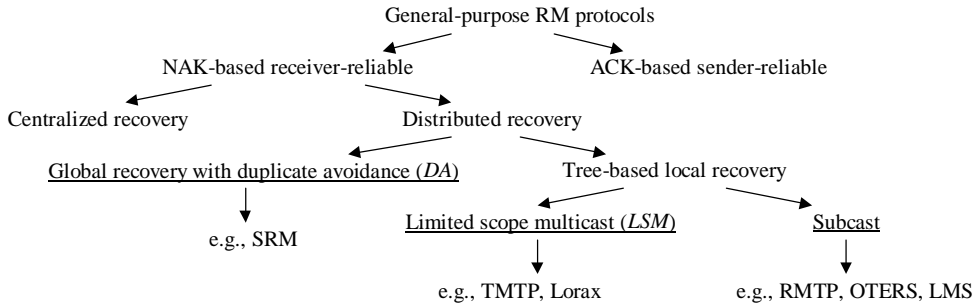 General-purpose RM protocols
NAK-based receiver-reliable
ACK-based sender-reliable
Centralized recovery
Distributed recovery
Global recovery with duplicate avoidance (DA)
Tree-based local recovery
e.g., SRM
Limited scope multicast (LSM)
Subcast
e.g., TMTP, Lorax
e.g., RMTP, OTERS, LMS